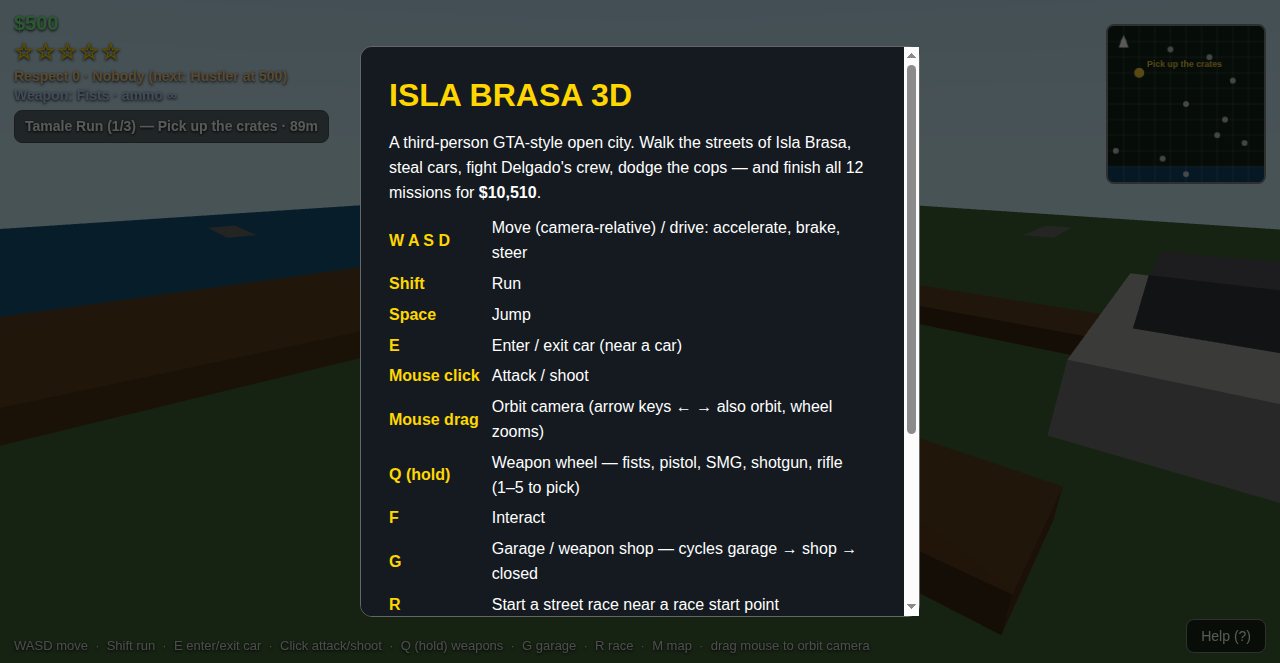 $500
☆☆☆☆☆
Respect 0 · Nobody (next: Hustler at 500)
Weapon: Fists · ammo ∞
Tamale Run (1/3) — Pick up the crates · 89m
Pick up the crates
ISLA BRASA 3D
A third-person GTA-style open city. Walk the streets of Isla Brasa,
steal cars, fight Delgado's crew, dodge the cops — and finish all 12
missions for $10,510.
W A S D Move (camera-relative) / drive: accelerate, brake,
steer
Shift Run
Space Jump
E Enter / exit car (near a car)
Mouse click Attack / shoot
Mouse drag Orbit camera (arrow keys ← → also orbit, wheel
zooms)
Q (hold) Weapon wheel — fists, pistol, SMG, shotgun, rifle
(1–5 to pick)
F Interact
G Garage / weapon shop — cycles garage → shop →
closed
R Start a street race near a race start point
WASD move · Shift run · E enter/exit car · Click attack/shoot · Q (hold) weapons · G garage · R race · M map · drag mouse to orbit camera
Help (?)